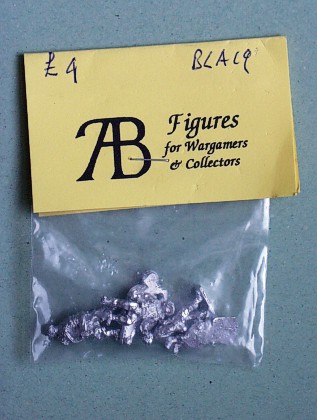 £4 BLA19
AB
Figures
for Wargamers
& Collectors